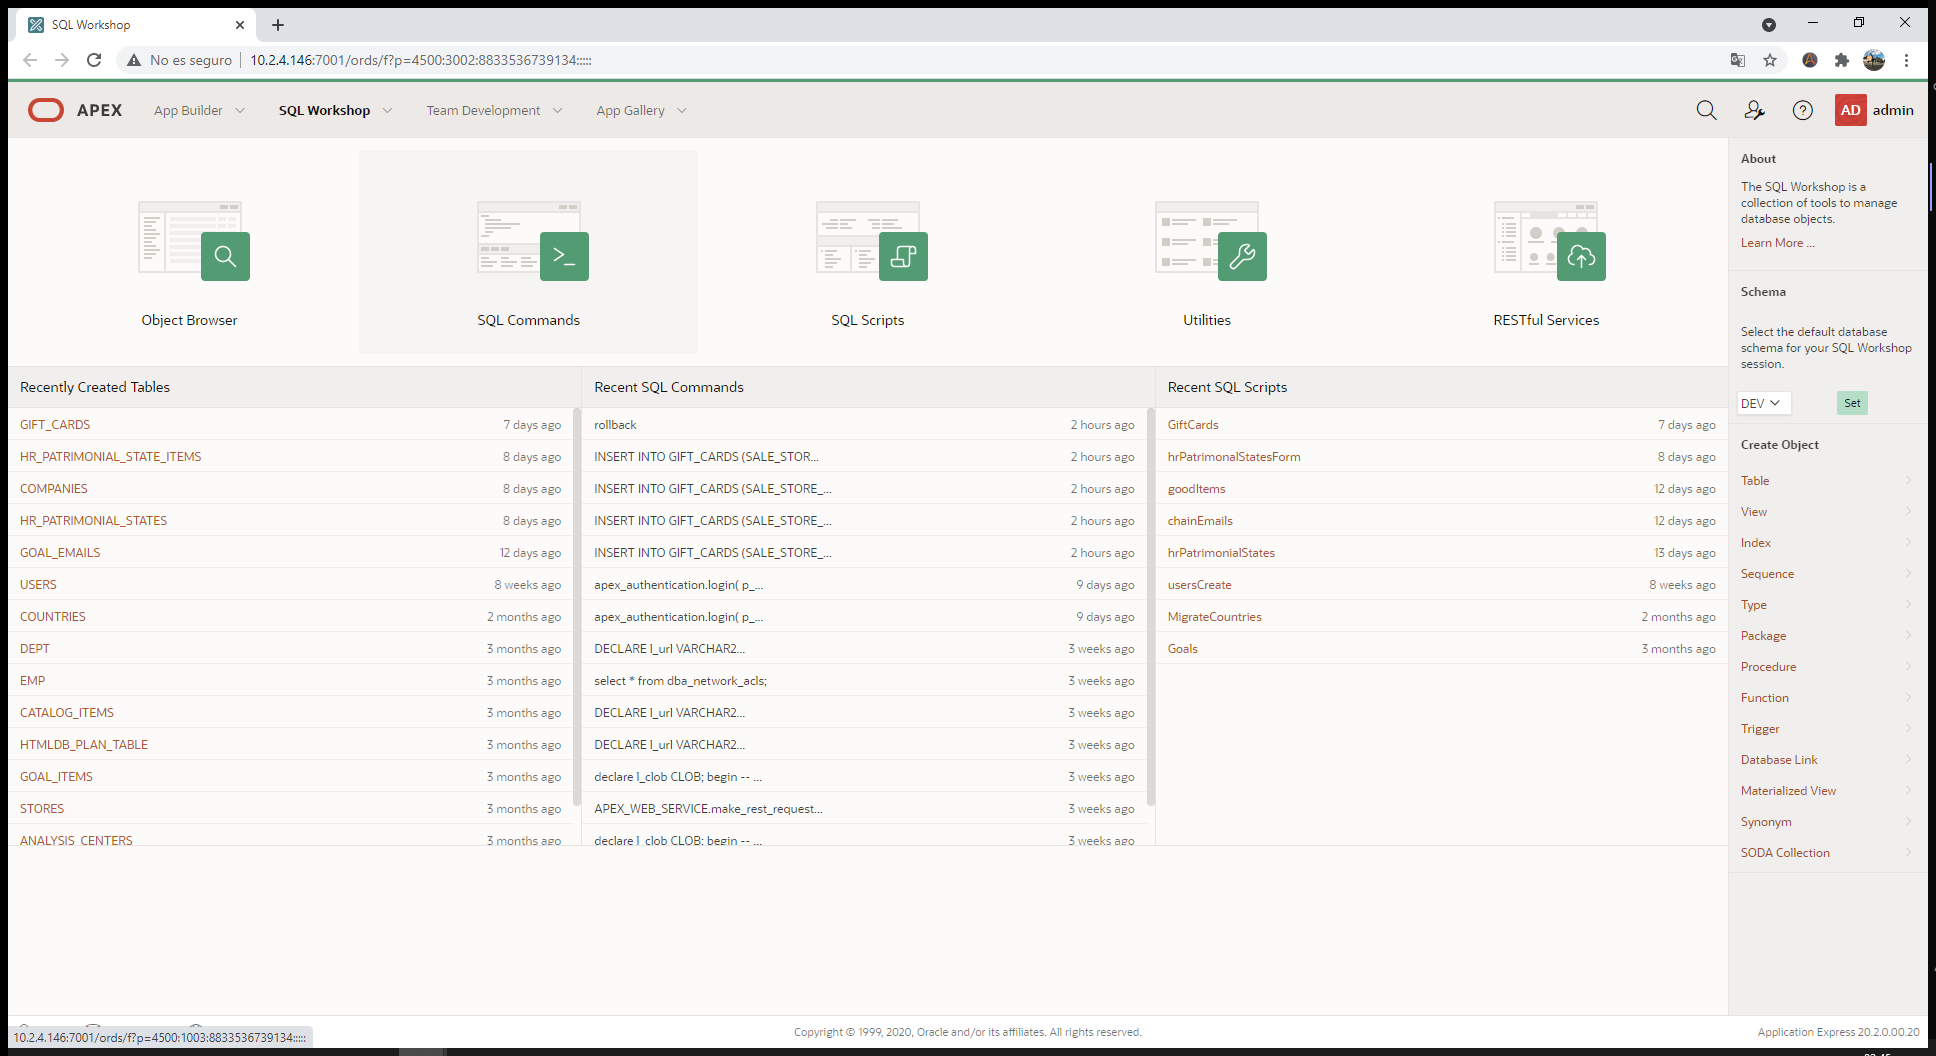 SQL Workshop
No es seguro
10.2.4.146:7001/ords/f?p=4500:3002:8833536739134:::::
APEX
App Builder
SQL Workshop
Team Development
App Gallery
AD
admin
Object Browser
SQL Commands
SQL Scripts
Utilities
RESTful Services
Recently Created Tables
GIFT_CARDS 7 days ago
HR_PATRIMONIAL_STATE_ITEMS 8 days ago
COMPANIES 8 days ago
HR_PATRIMONIAL_STATES 8 days ago
GOAL_EMAILS 12 days ago
USERS 8 weeks ago
COUNTRIES 2 months ago
DEPT 3 months ago
EMP 3 months ago
CATALOG_ITEMS 3 months ago
HTMLDB_PLAN_TABLE 3 months ago
GOAL_ITEMS 3 months ago
STORES 3 months ago
ANALYSIS_CENTERS 3 months ago
Recent SQL Commands
rollback 2 hours ago
INSERT INTO GIFT_CARDS (SALE_STOR... 2 hours ago
INSERT INTO GIFT_CARDS (SALE_STORE_... 2 hours ago
INSERT INTO GIFT_CARDS (SALE_STORE_... 2 hours ago
INSERT INTO GIFT_CARDS (SALE_STORE_... 2 hours ago
apex_authentication.login( p_... 9 days ago
apex_authentication.login( p_... 9 days ago
DECLARE l_url VARCHAR2... 3 weeks ago
select * from dba_network_acls; 3 weeks ago
DECLARE l_url VARCHAR2... 3 weeks ago
DECLARE l_url VARCHAR2... 3 weeks ago
declare l_clob CLOB; begin -- ... 3 weeks ago
APEX_WEB_SERVICE.make_rest_request... 3 weeks ago
declare l_clob CLOB; begin -- ... 3 weeks ago
Recent SQL Scripts
GiftCards 7 days ago
hrPatrimonalStatesForm 8 days ago
goodItems 12 days ago
chainEmails 12 days ago
hrPatrimonialStates 13 days ago
usersCreate 8 weeks ago
MigrateCountries 2 months ago
Goals 3 months ago
About
The SQL Workshop is a
collection of tools to manage
database objects.
Learn More ...
Schema
Select the default database
schema for your SQL Workshop
session.
DEV
Set
Create Object
Table
View
Index
Sequence
Type
Package
Procedure
Function
Trigger
Database Link
Materialized View
Synonym
SODA Collection
10.2.4.146:7001/ords/f?p=4500:1003:8833536739134:::::
Copyright © 1999, 2020, Oracle and/or its affiliates. All rights reserved.
Application Express 20.2.0.00.20